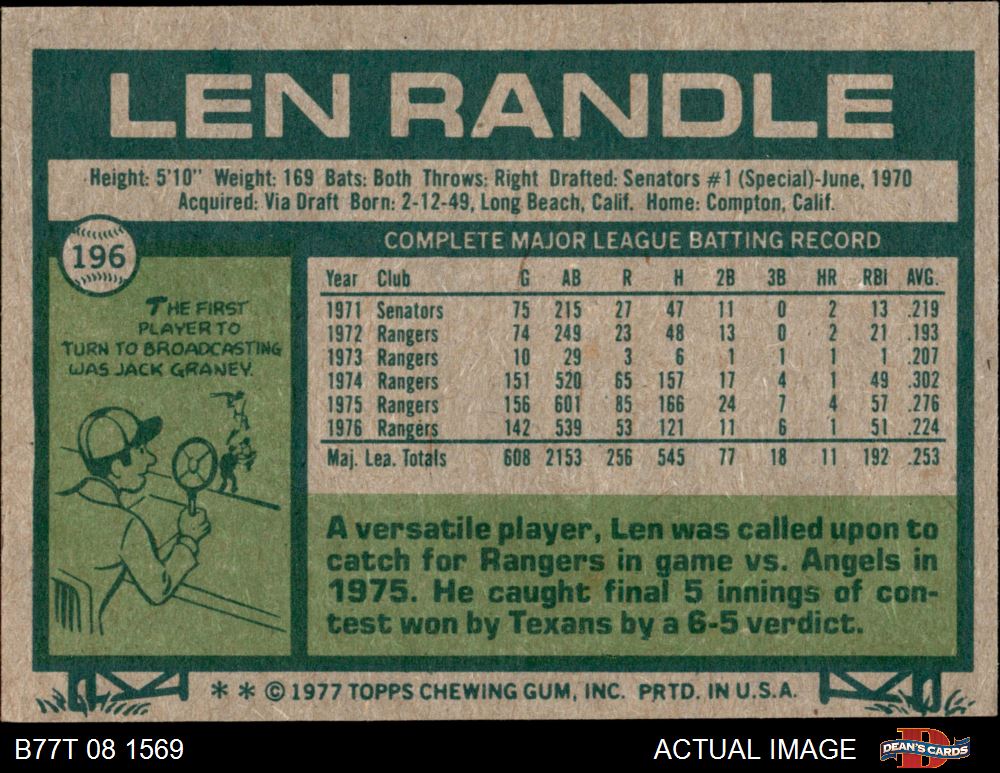 LEN RANDLE
Height: 5'10" Weight: 169 Bats: Both Throws: Right Drafted: Senators #1 (Special)-June, 1970
Acquired: Via Draft Born: 2-12-49, Long Beach, Calif. Home: Compton, Calif.
196
THE FIRST
PLAYER TO
TURN TO BROADCASTING
WAS JACK GRANEY.
COMPLETE MAJOR LEAGUE BATTING RECORD
Year Club G AB R H 2B 3B HR RBI AVG.
1971 Senators 75 215 27 47 11 0 2 13 .219
1972 Rangers 74 249 23 48 13 0 2 21 .193
1973 Rangers 10 29 3 6 1 1 1 1 .207
1974 Rangers 151 520 65 157 17 4 1 49 .302
1975 Rangers 156 601 85 166 24 7 4 57 .276
1976 Rangers 142 539 53 121 11 6 1 51 .224
Maj. Lea. Totals 608 2153 256 545 77 18 11 192 .253
A versatile player, Len was called upon to
catch for Rangers in game vs. Angels in
1975. He caught final 5 innings of con-
test won by Texans by a 6-5 verdict.
* * © 1977 TOPPS CHEWING GUM, INC. PRTD. IN U.S.A.
B77T 08 1569
ACTUAL IMAGE
D
DEAN'S CARDS